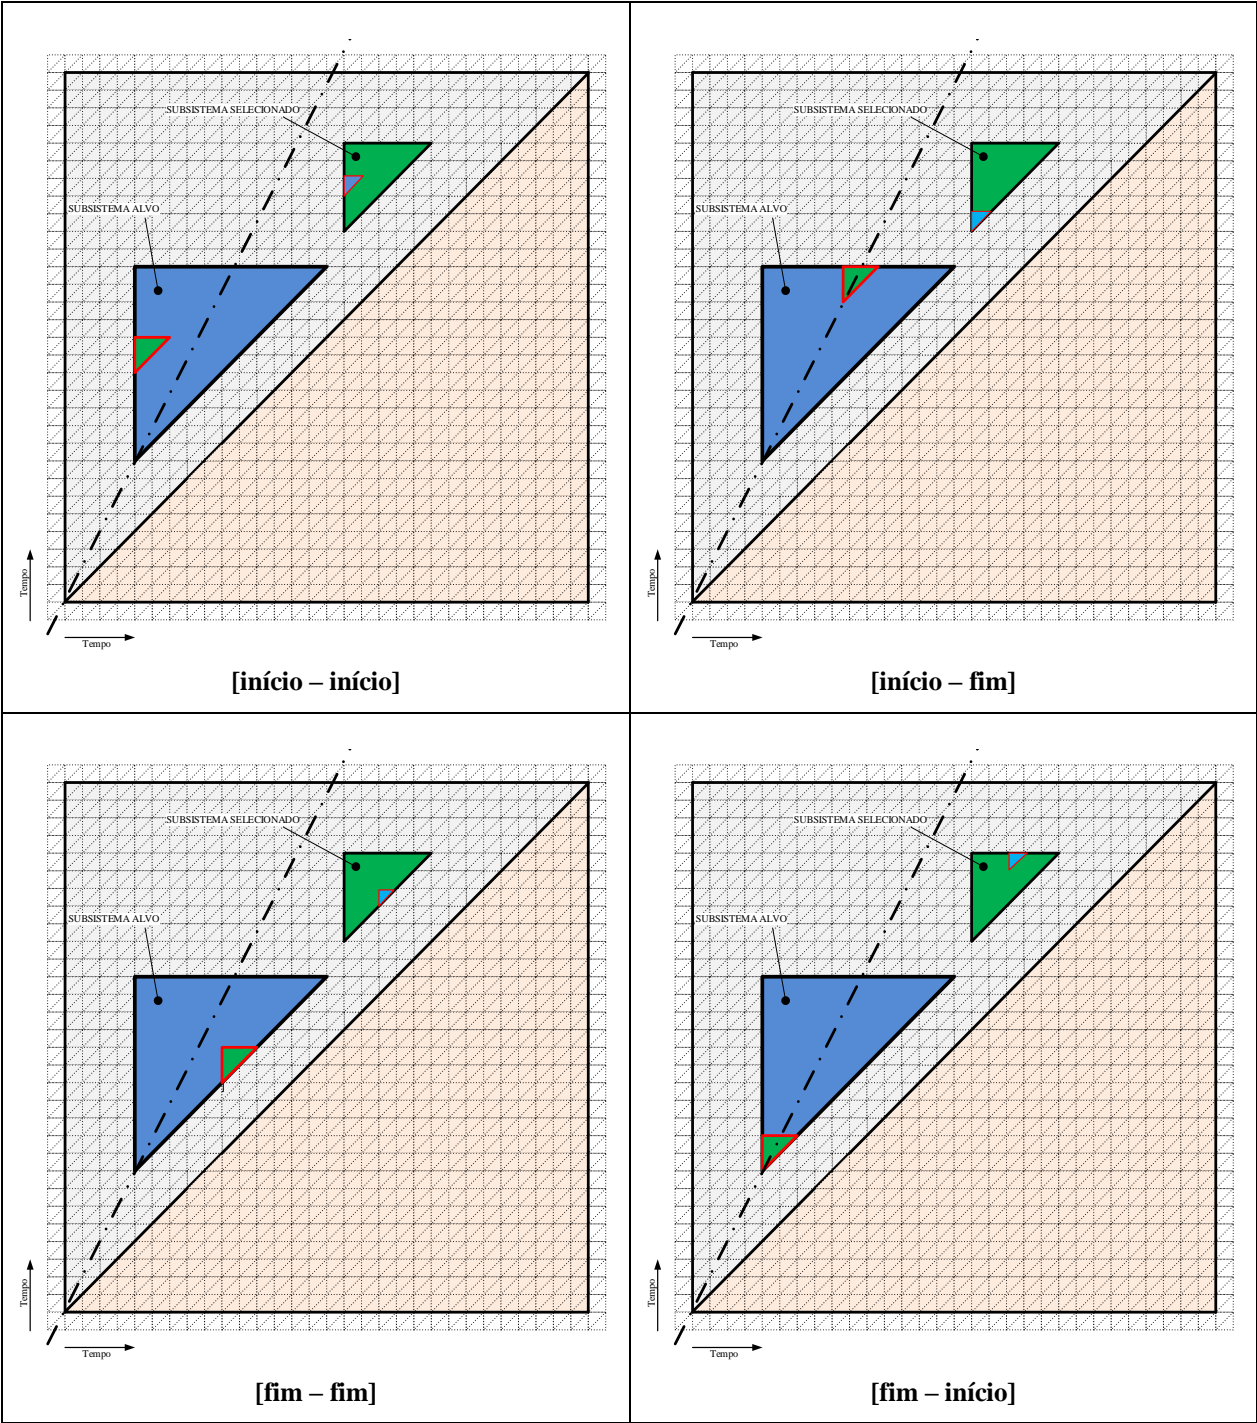 SUBSISTEMA SELECIONADO
SUBSISTEMA ALVO
Tempo
Tempo
[início – início]
SUBSISTEMA SELECIONADO
SUBSISTEMA ALVO
Tempo
Tempo
[início – fim]
SUBSISTEMA SELECIONADO
SUBSISTEMA ALVO
Tempo
Tempo
[fim – fim]
SUBSISTEMA SELECIONADO
SUBSISTEMA ALVO
Tempo
Tempo
[fim – início]